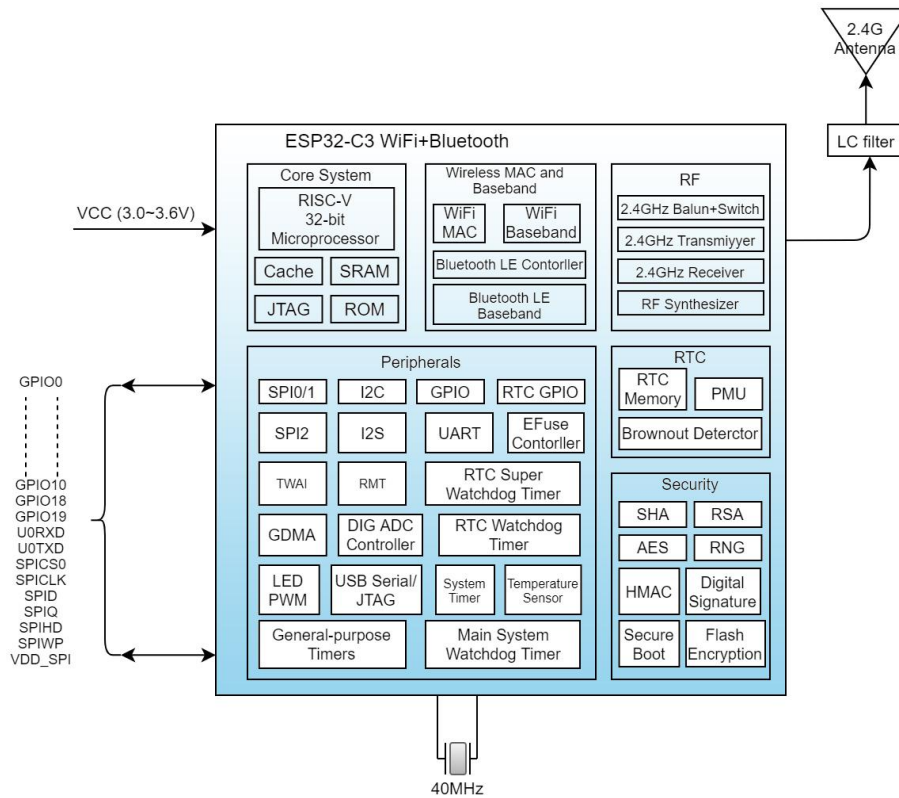 2.4G
Antenna
LC filter
ESP32-C3 WiFi+Bluetooth
VCC (3.0~3.6V)
Core System
RISC-V
32-bit
Microprocessor
Cache
SRAM
JTAG
ROM
Wireless MAC and
Baseband
WiFi
MAC
WiFi
Baseband
Bluetooth LE Contorller
Bluetooth LE
Baseband
RF
2.4GHz Balun+Switch
2.4GHz Transmiyyer
2.4GHz Receiver
RF Synthesizer
Peripherals
SPI0/1
I2C
GPIO
RTC GPIO
SPI2
I2S
UART
EFuse
Contorller
TWAI
RMT
RTC Super
Watchdog Timer
GDMA
DIG ADC
Controller
RTC Watchdog
Timer
LED
PWM
USB Serial/
JTAG
System
Timer
Temperature
Sensor
General-purpose
Timers
Main System
Watchdog Timer
RTC
RTC
Memory
PMU
Brownout Deterctor
Security
SHA
RSA
AES
RNG
HMAC
Digital
Signature
Secure
Boot
Flash
Encryption
GPIO0
GPIO10
GPIO18
GPIO19
U0RXD
U0TXD
SPICS0
SPICLK
SPID
SPIQ
SPIHD
SPIWP
VDD_SPI
40MHz